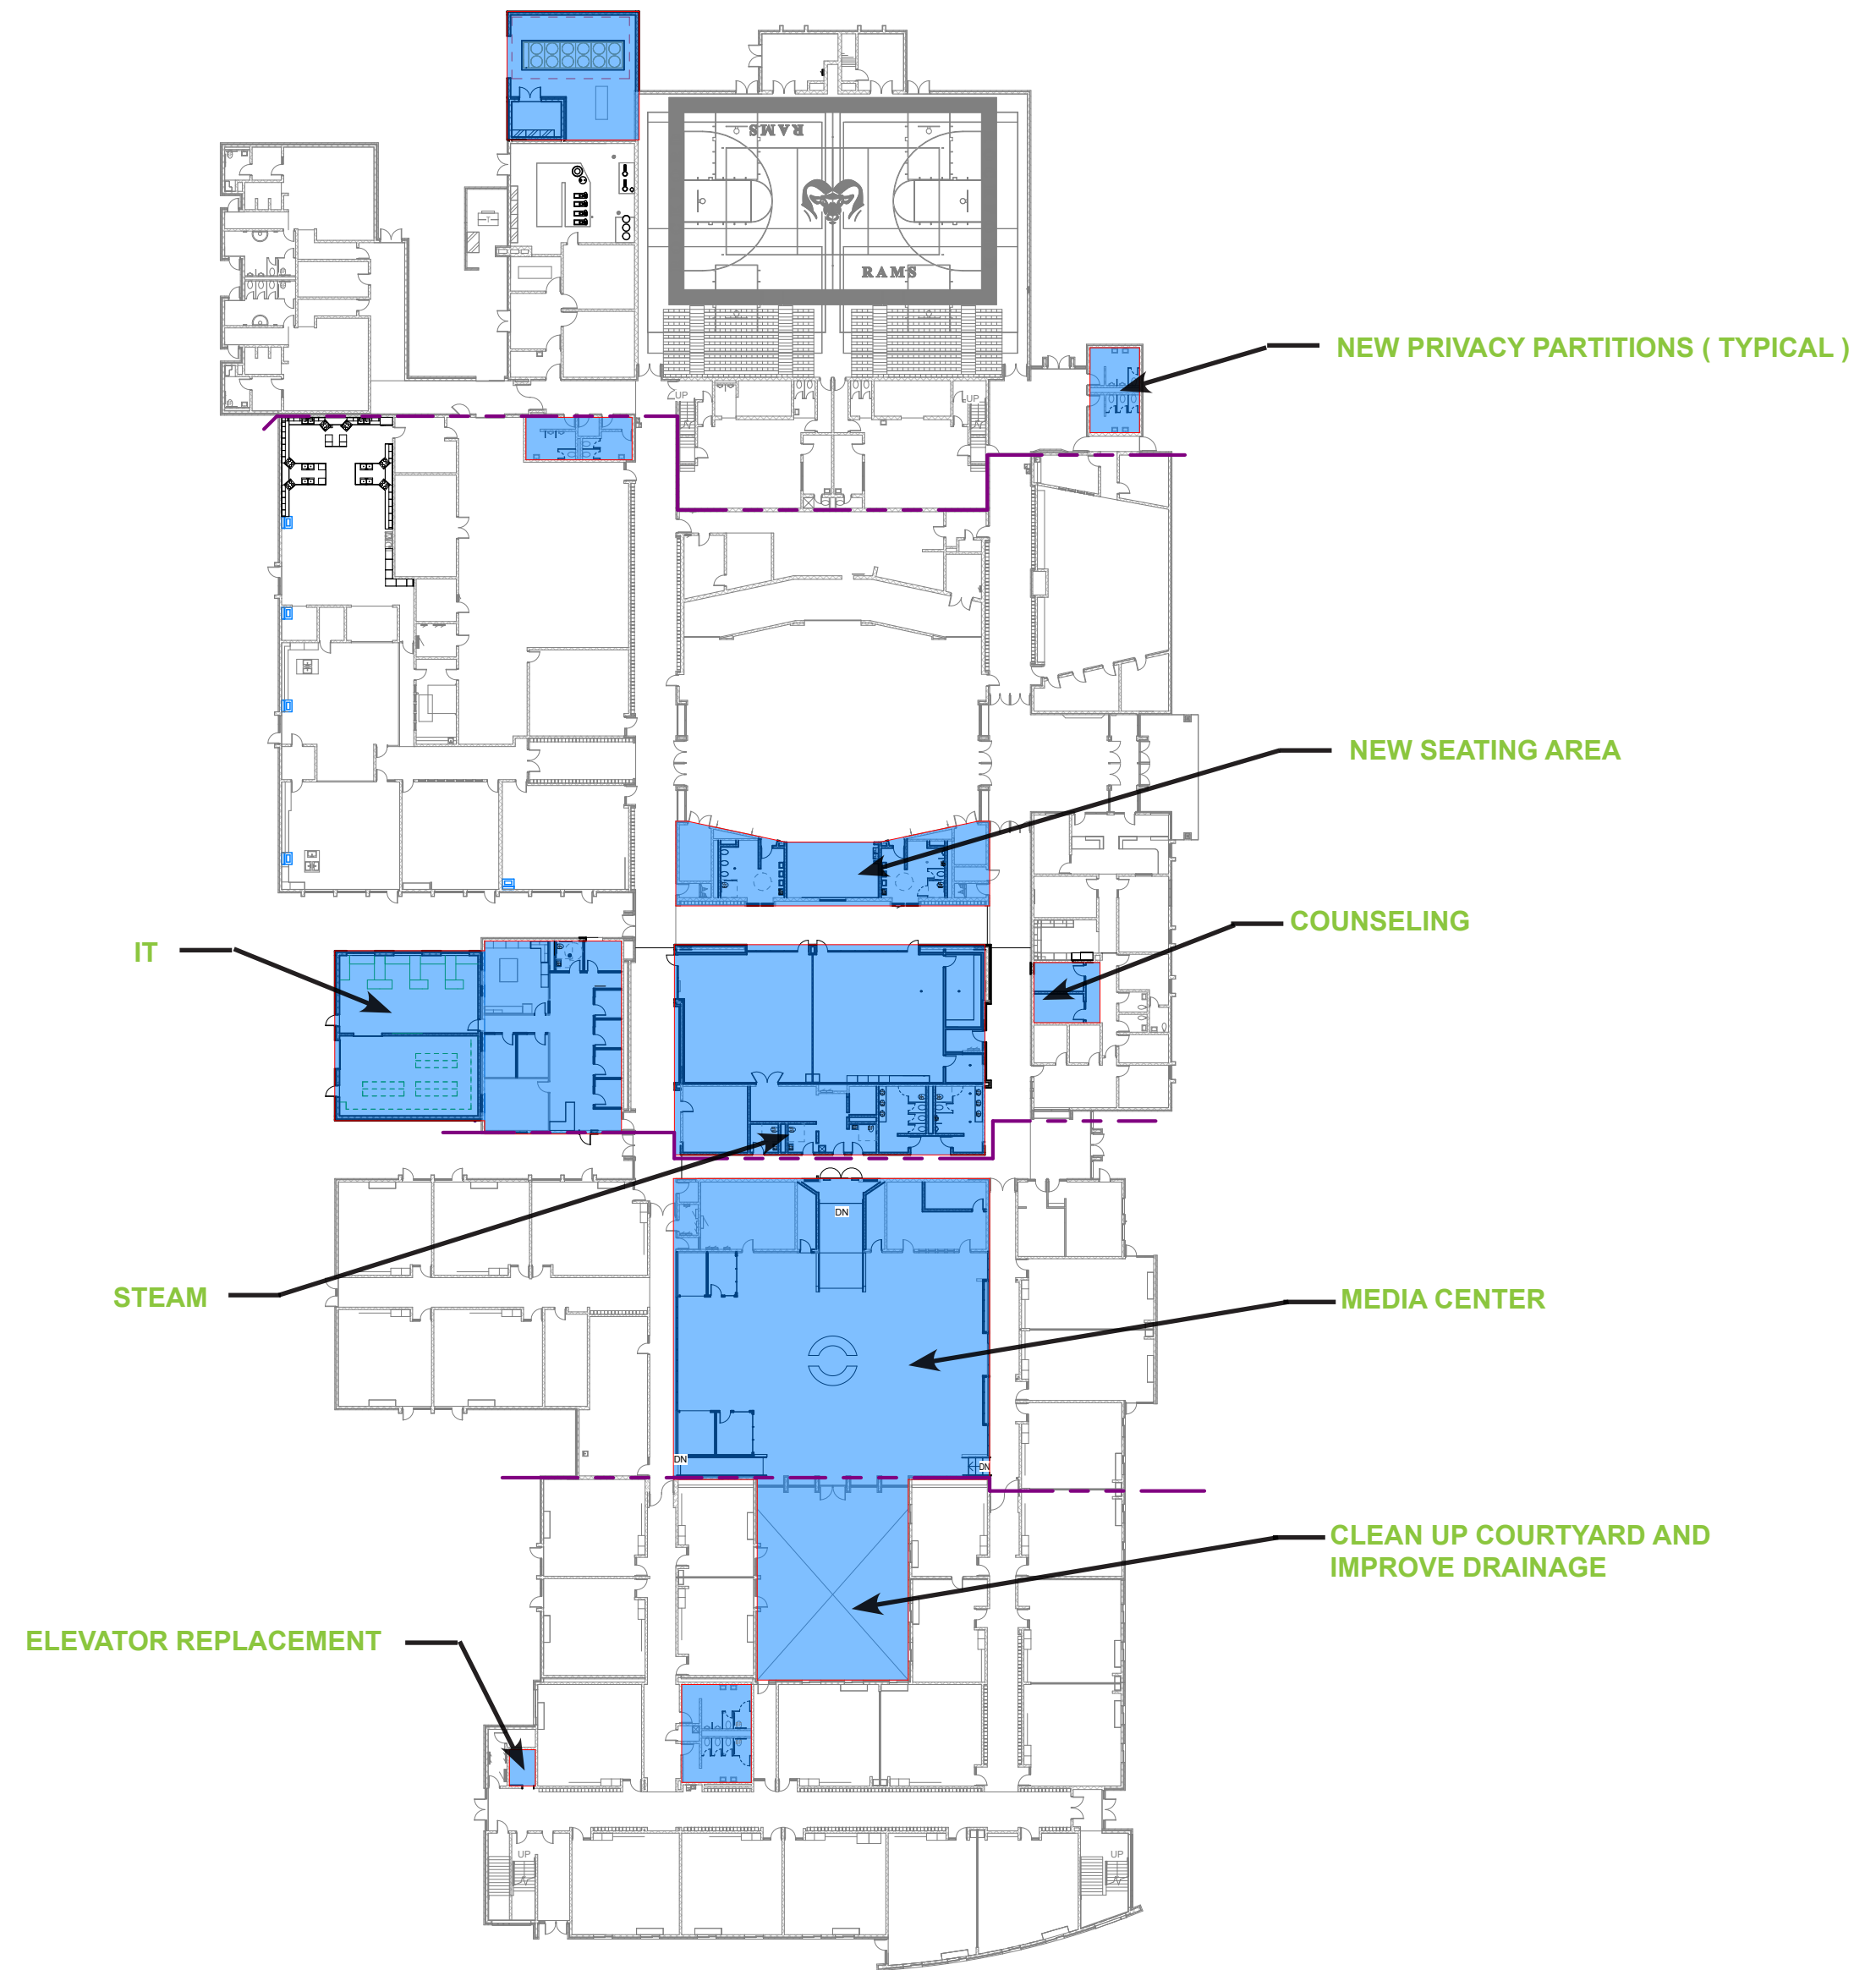 RAMS
RAMS
NEW PRIVACY PARTITIONS ( TYPICAL )
UP
UP
NEW SEATING AREA
COUNSELING
IT
DN
STEAM
MEDIA CENTER
DN
DN
CLEAN UP COURTYARD AND
IMPROVE DRAINAGE
ELEVATOR REPLACEMENT
UP
UP